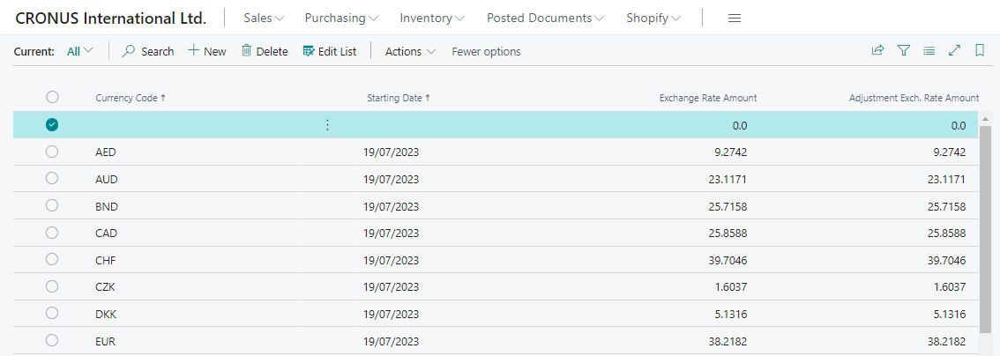 CRONUS International Ltd. Sales Purchasing Inventory Posted Documents Shopify
Current: All Search New Delete Edit List Actions Fewer options
Currency Code ↑ Starting Date ↑ Exchange Rate Amount Adjustment Exch. Rate Amount
0.0 0.0
AED 19/07/2023 9.2742 9.2742
AUD 19/07/2023 23.1171 23.1171
BND 19/07/2023 25.7158 25.7158
CAD 19/07/2023 25.8588 25.8588
CHF 19/07/2023 39.7046 39.7046
CZK 19/07/2023 1.6037 1.6037
DKK 19/07/2023 5.1316 5.1316
EUR 19/07/2023 38.2182 38.2182